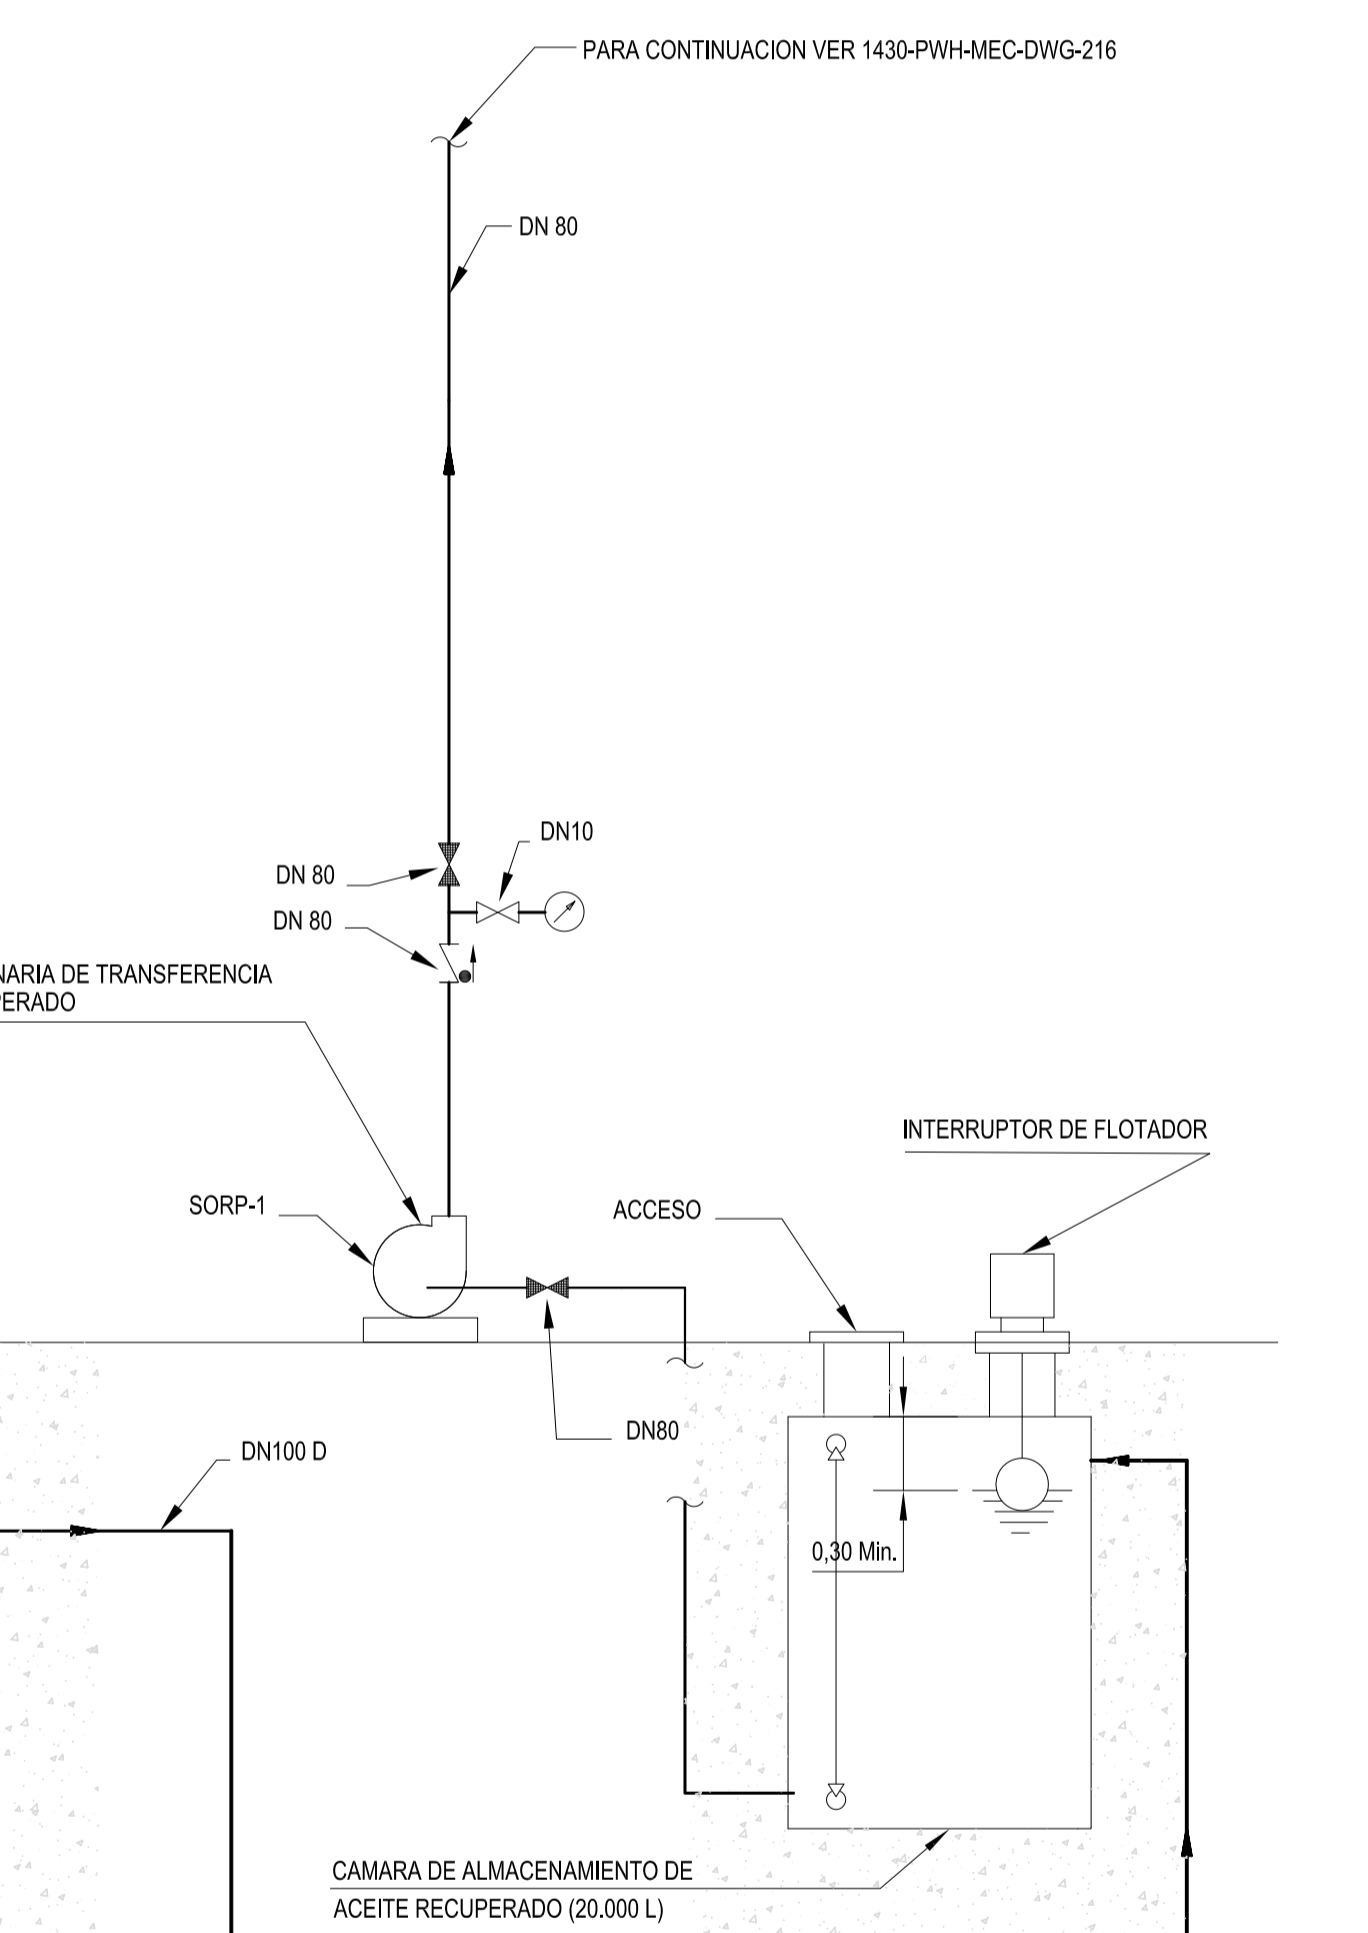 PARA CONTINUACION VER 1430-PWH-MEC-DWG-216
DN 80
DN10
DN 80
DN 80
NARIA DE TRANSFERENCIA
PERADO
INTERRUPTOR DE FLOTADOR
SORP-1
ACCESO
DN80
DN100 D
0,30 Min.
CAMARA DE ALMACENAMIENTO DE
ACEITE RECUPERADO (20.000 L)